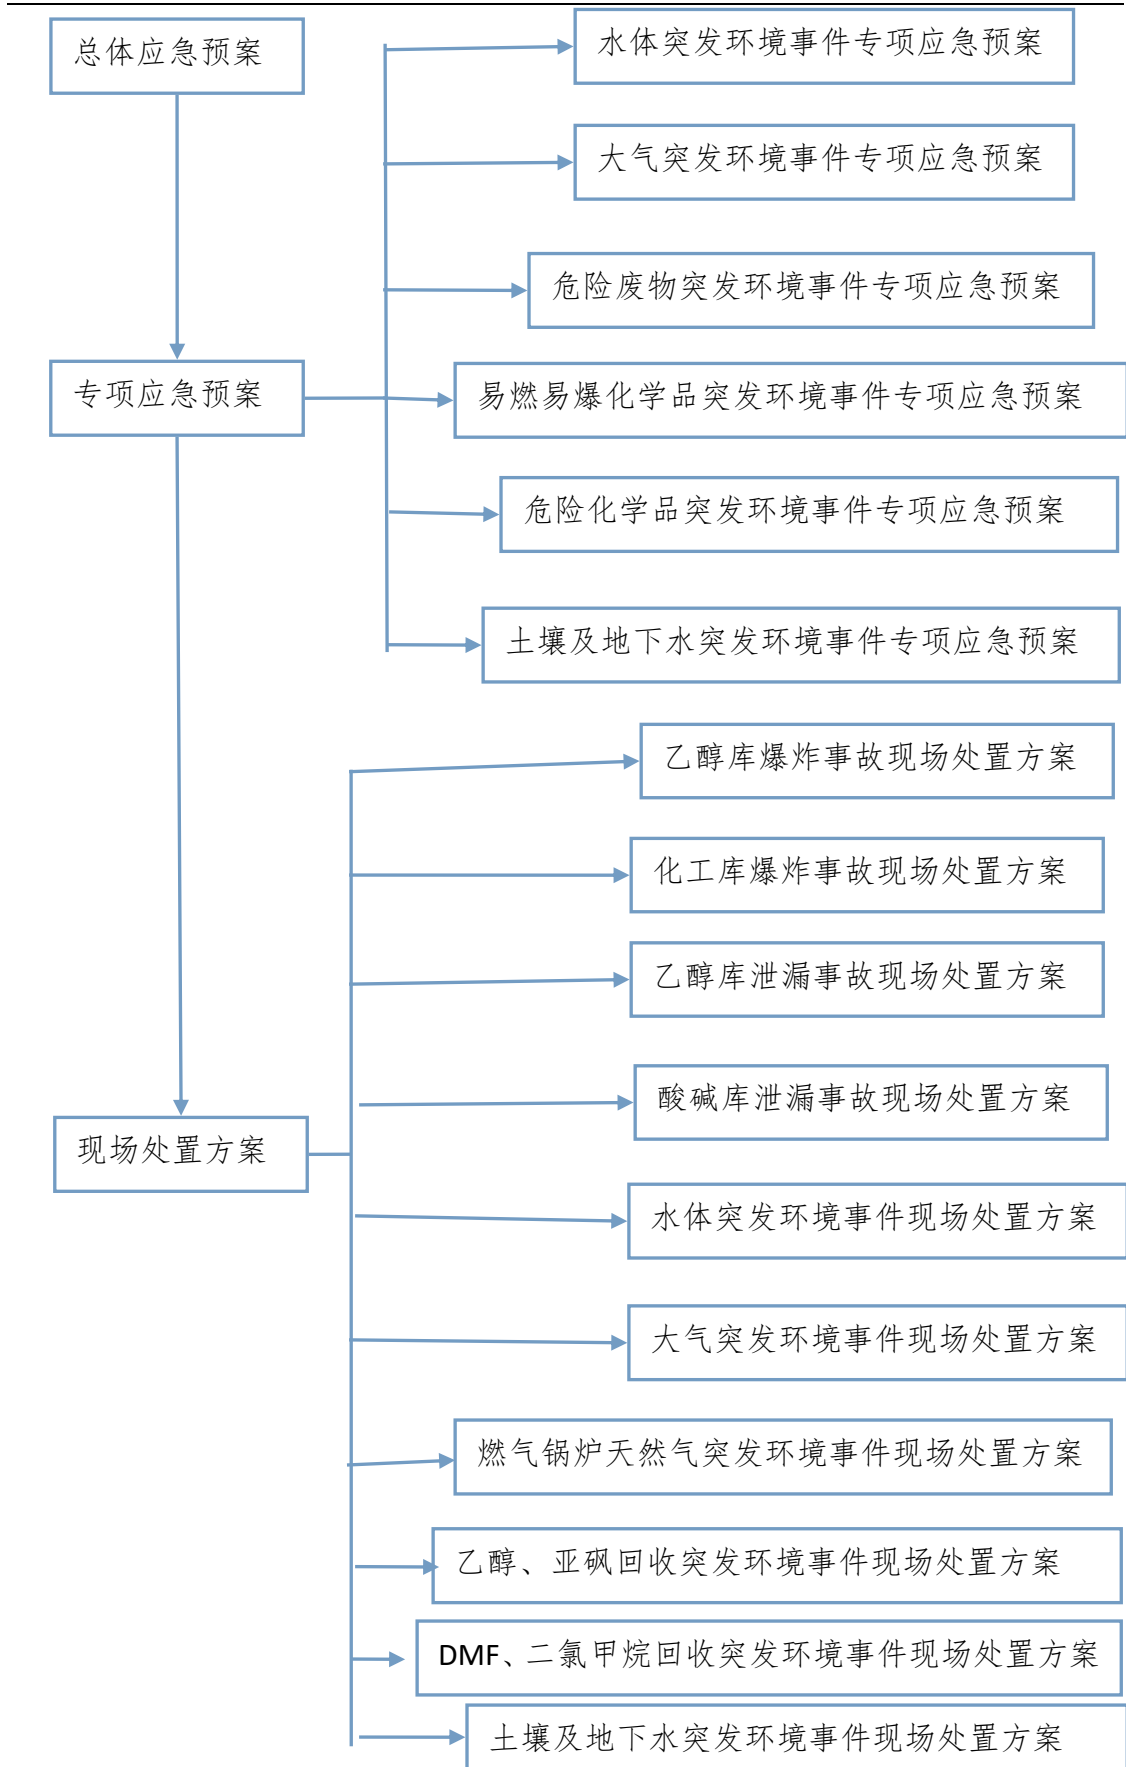 总体应急预案
水体突发环境事件专项应急预案
大气突发环境事件专项应急预案
危险废物突发环境事件专项应急预案
专项应急预案
易燃易爆化学品突发环境事件专项应急预案
危险化学品突发环境事件专项应急预案
土壤及地下水突发环境事件专项应急预案
乙醇库爆炸事故现场处置方案
化工库爆炸事故现场处置方案
乙醇库泄漏事故现场处置方案
酸碱库泄漏事故现场处置方案
现场处置方案
水体突发环境事件现场处置方案
大气突发环境事件现场处置方案
燃气锅炉天然气突发环境事件现场处置方案
乙醇、亚砜回收突发环境事件现场处置方案
DMF、二氯甲烷回收突发环境事件现场处置方案
土壤及地下水突发环境事件现场处置方案